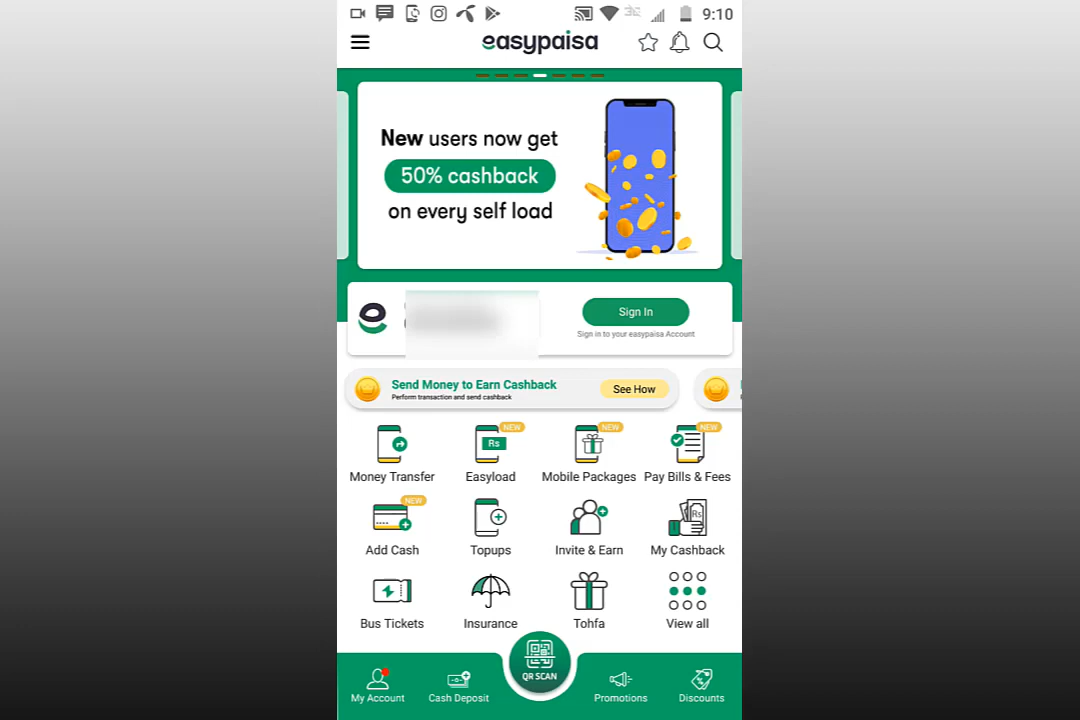 9:10
easypaisa
New users now get
50% cashback
on every self load
Sign In
Sign in to your easypaisa Account
Send Money to Earn Cashback
Perform transaction and send cashback
See How
NEW
NEW
NEW
Rs
Money Transfer
Easyload
Mobile Packages
Pay Bills & Fees
NEW
Rs
Add Cash
Topups
Invite & Earn
My Cashback
Bus Tickets
Insurance
Tohfa
View all
QR SCAN
My Account
Cash Deposit
Promotions
Discounts